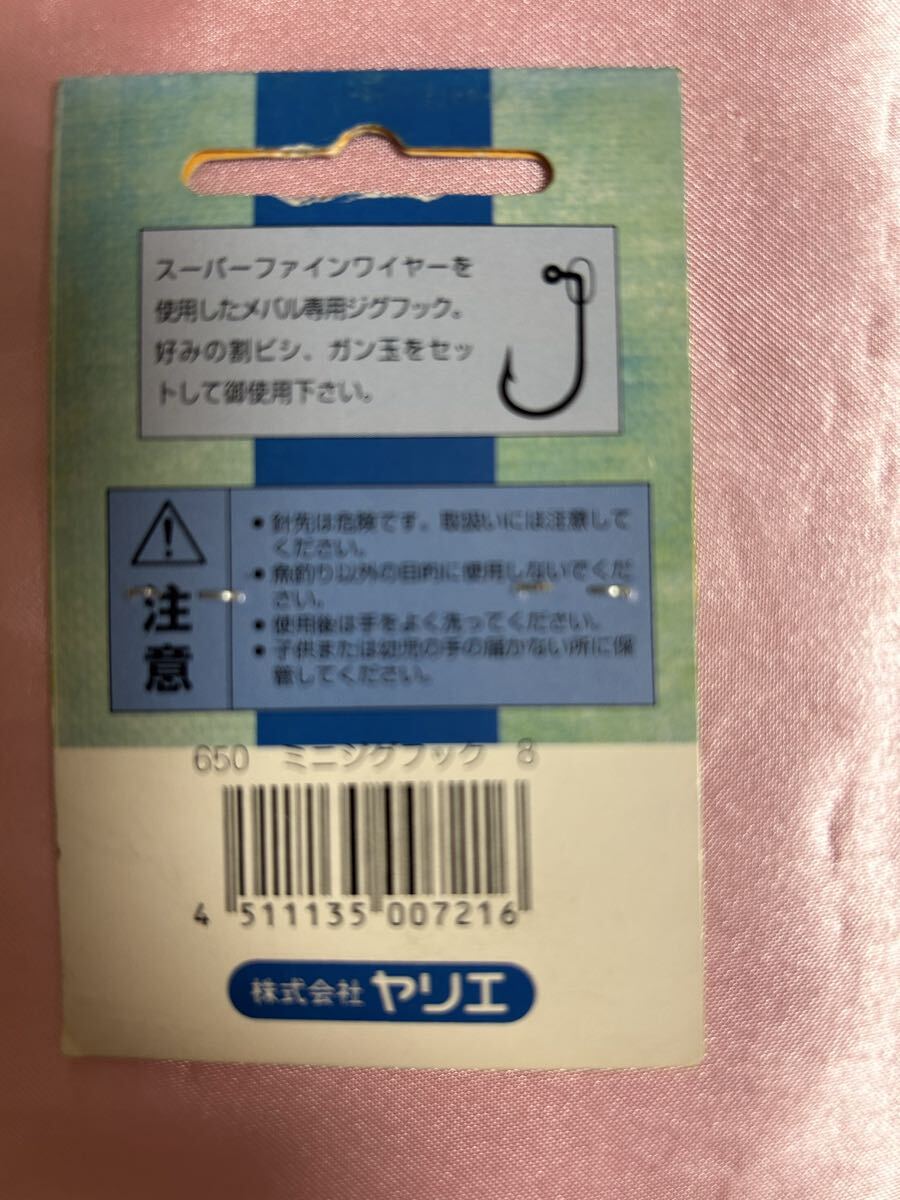 スーパーファインワイヤーを
使用したメバル専用ジグフック。
好みの割ビシ、ガン玉をセッ
トして御使用下さい。
注意
● 針先は危険です。取扱いには注意して
ください。
● 魚釣り以外の目的に使用しないでくだ
さい。
● 使用後は手をよく洗ってください。
● 子供または幼児の手の届かない所に保
管してください。
650 ミニジグフック 8
4 511135 007216
株式会社 ヤリエ